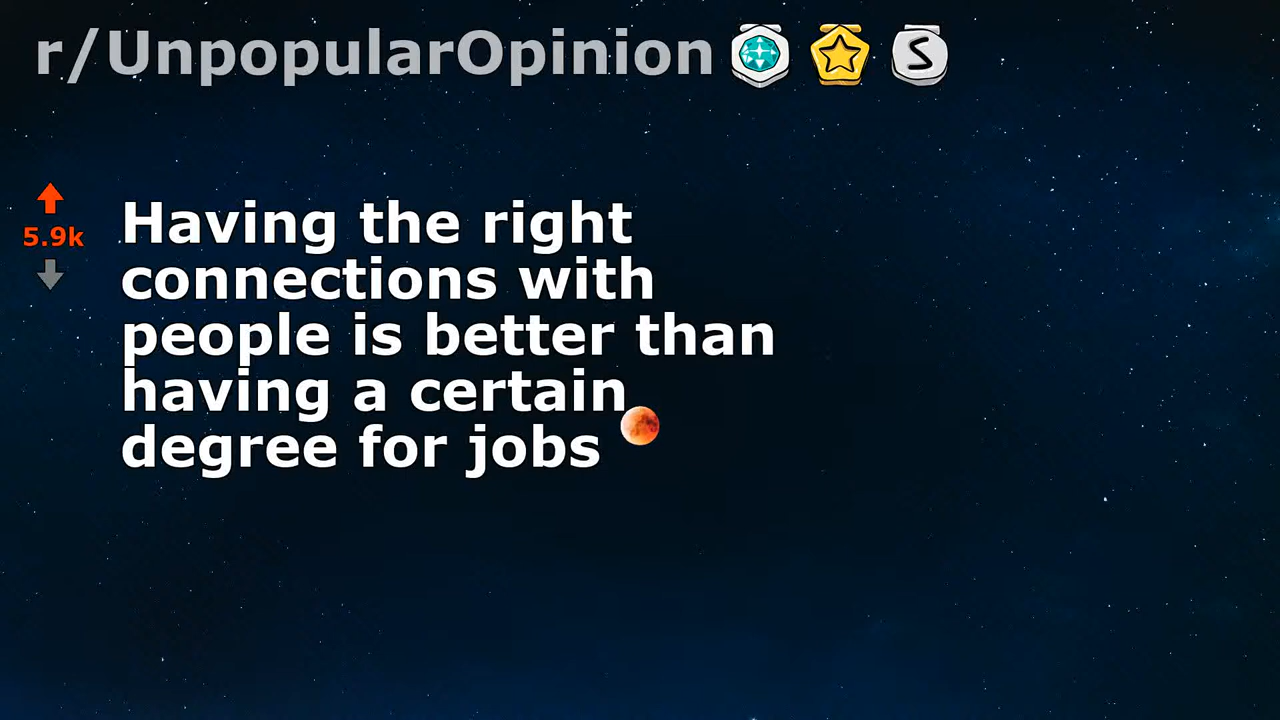 r/UnpopularOpinion
5.9k
Having the right
connections with
people is better than
having a certain
degree for jobs